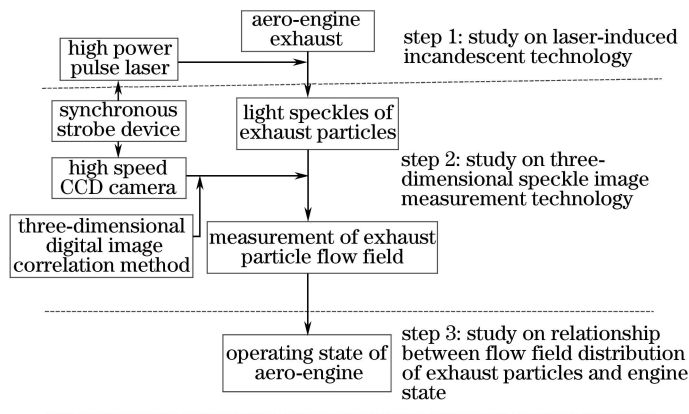 aero-engine
exhaust
high power
pulse laser
step 1: study on laser-induced
incandescent technology
synchronous
strobe device
light speckles of
exhaust particles
high speed
CCD camera
step 2: study on three-
dimensional speckle image
measurement technology
three-dimensional
digital image
correlation method
measurement of exhaust
particle flow field
operating state of
aero-engine
step 3: study on relationship
between flow field distribution
of exhaust particles and engine
state